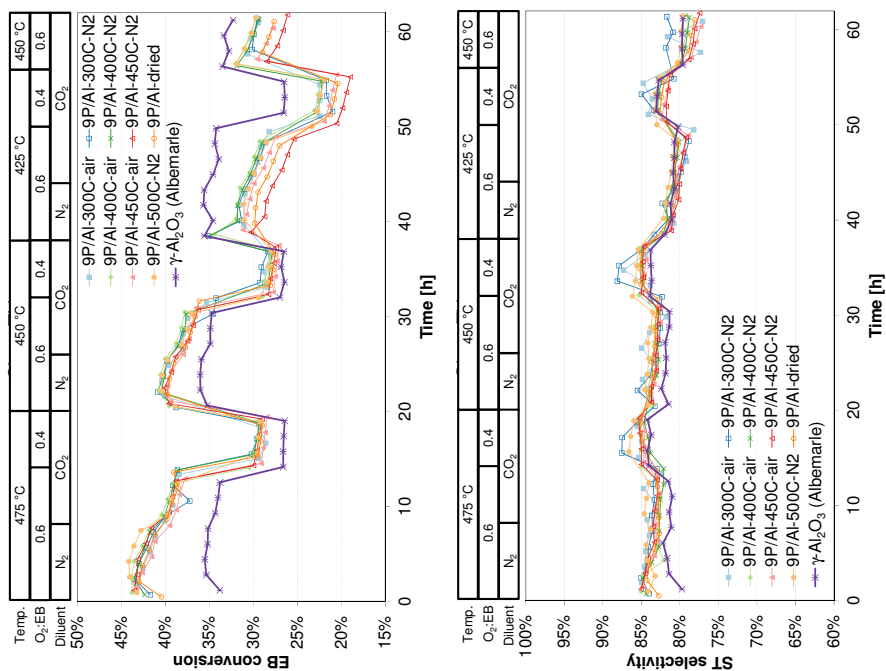 Temp. 475 °C 450 °C 425 °C 450 °C
O2:EB 0.6 0.4 0.6 0.4 0.6 0.4 0.6
Diluent N2 CO2 N2 CO2 N2 CO2
50%
45%
40%
35%
30%
25%
20%
15%
EB conversion
0 10 20 30 40 50 60
Time [h]
9P/Al-300C-air 9P/Al-300C-N2
9P/Al-400C-air 9P/Al-400C-N2
9P/Al-450C-air 9P/Al-450C-N2
9P/Al-500C-N2 9P/Al-dried
γ-Al2O3 (Albemarle)
Temp. 475 °C 450 °C 425 °C 450 °C
O2:EB 0.6 0.4 0.6 0.4 0.6 0.4 0.6
Diluent N2 CO2 N2 CO2 N2 CO2
100%
95%
90%
85%
80%
75%
70%
65%
60%
ST selectivity
9P/Al-300C-air 9P/Al-300C-N2
9P/Al-400C-air 9P/Al-400C-N2
9P/Al-450C-air 9P/Al-450C-N2
9P/Al-500C-N2 9P/Al-dried
γ-Al2O3 (Albemarle)
0 10 20 30 40 50 60
Time [h]